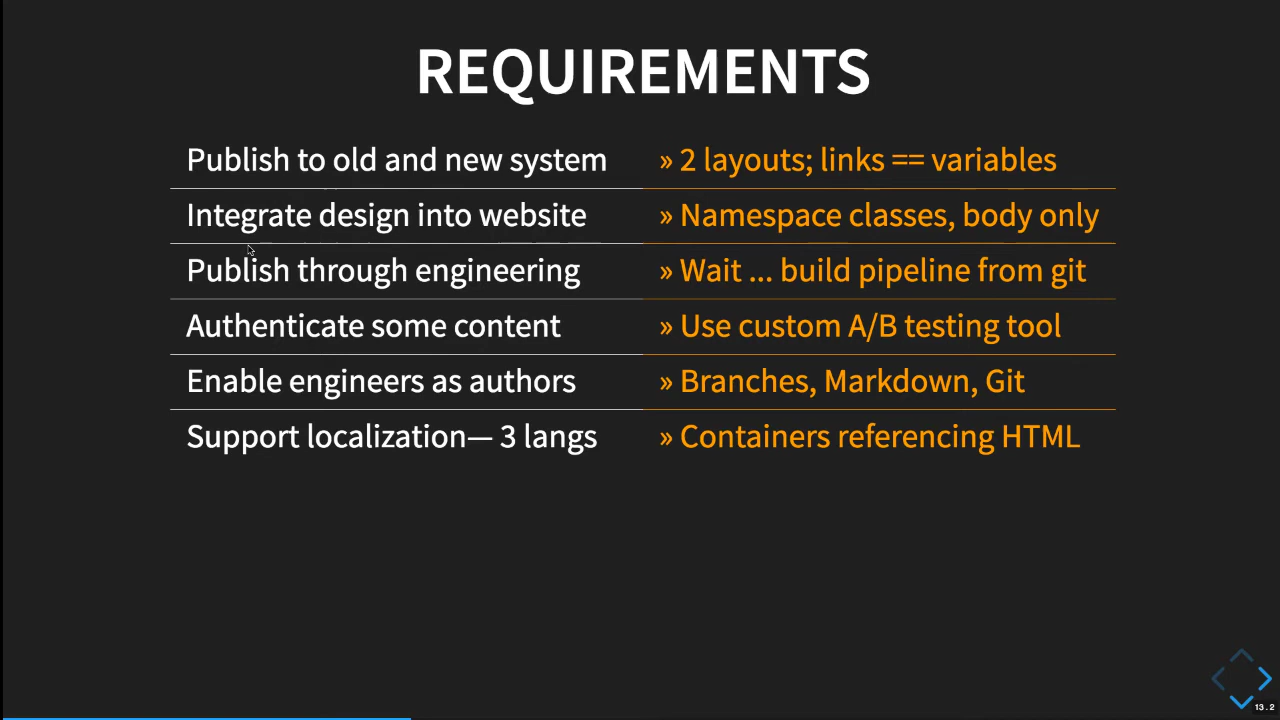 REQUIREMENTS
Publish to old and new system » 2 layouts; links == variables
Integrate design into website » Namespace classes, body only
Publish through engineering » Wait ... build pipeline from git
Authenticate some content » Use custom A/B testing tool
Enable engineers as authors » Branches, Markdown, Git
Support localization— 3 langs » Containers referencing HTML
13.2